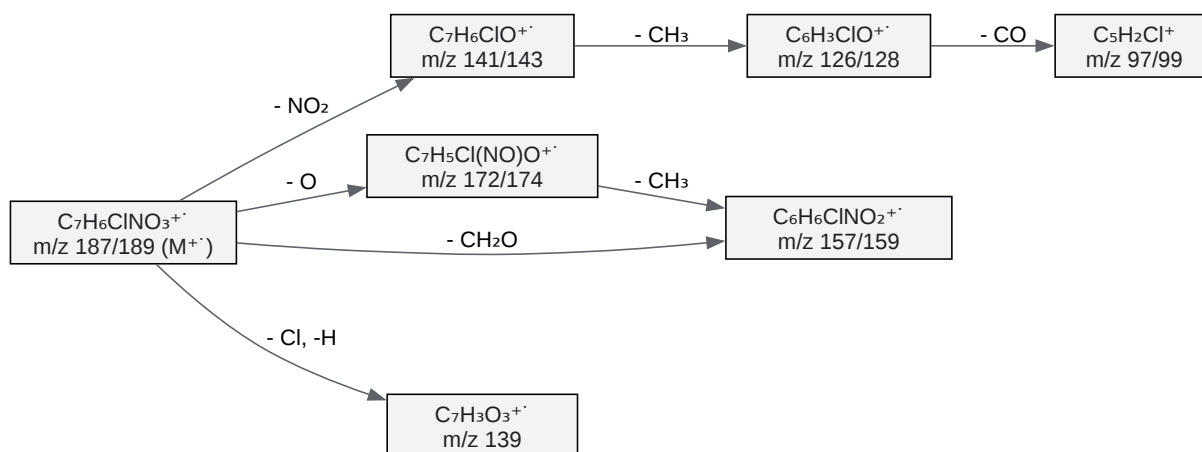 C₇H₆ClO⁺˙
m/z 141/143
- CH₃
C₆H₃ClO⁺˙
m/z 126/128
- CO
C₅H₂Cl⁺
m/z 97/99
- NO₂
C₇H₅Cl(NO)O⁺˙
m/z 172/174
- O
- CH₃
C₇H₆ClNO₃⁺˙
m/z 187/189 (M⁺˙)
C₆H₆ClNO₂⁺˙
m/z 157/159
- CH₂O
- Cl, -H
C₇H₃O₃⁺˙
m/z 139